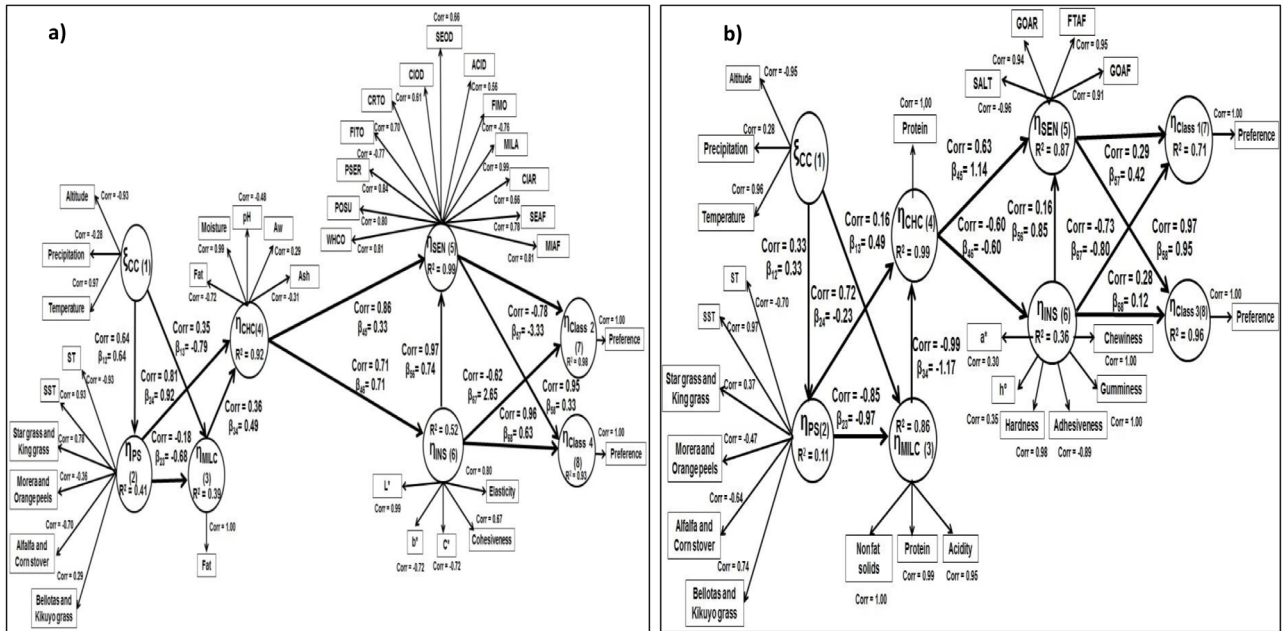 a)
Corr = 0.66
SEOD
ACID
Corr = 0.56
CIOD
Corr = 0.61
CRTO
Corr = 0.70
FIMO
Corr = -0.76
FITO
Corr = -0.77
MILA
Corr = 0.99
PSER
Corr = 0.84
CIAR
Corr = 0.66
POSU
Corr = 0.80
SEAF
Corr = 0.78
WHCO
Corr = 0.81
MIAF
Corr = 0.81
ηSEN (5)
R² = 0.99
Altitude
Corr = -0.93
Precipitation
Corr = -0.28
Temperature
Corr = 0.97
ξCC (1)
Corr = -0.48
pH
Moisture
Corr = 0.99
Aw
Corr = 0.29
Fat
Corr = -0.72
Ash
Corr = -0.31
ηCHC(4)
R² = 0.92
Corr = 0.64
β12= 0.64
Corr = 0.35
β13= -0.79
Corr = 0.81
β24= 0.92
Corr = 0.36
β34= 0.49
Corr = -0.18
β23= -0.68
Corr = 0.86
β45= 0.33
Corr = 0.71
β46= 0.71
Corr = 0.97
β56= 0.74
Corr = -0.78
β57= -3.33
Corr = -0.62
β67= 2.65
Corr = 0.95
β58= 0.33
Corr = 0.96
β68= 0.63
ηClass 2
(7)
R² = 0.98
Corr = 1.00
Preference
ηClass 4
(8)
R² = 0.93
Corr = 1.00
Preference
ST
Corr = -0.93
SST
Corr = 0.93
Star grass and
King grass
Corr = 0.78
Morera and
Orange peels
Corr = -0.36
Alfalfa and
Corn stover
Corr = -0.70
Bellotas and
Kikuyo grass
Corr = 0.29
ηPS
(2)
R² = 0.41
ηMILC
(3)
R² = 0.39
Corr = 1.00
Fat
R² = 0.52
ηINS (6)
L*
Corr = 0.99
b*
Corr = -0.72
C*
Corr = -0.72
Cohesiveness
Corr = 0.67
Elasticity
Corr = 0.80
b)
GOAR
Corr = 0.94
FTAF
Corr = 0.95
SALT
Corr = -0.96
GOAF
Corr = 0.91
ηSEN (5)
R² = 0.87
Altitude
Corr = -0.95
Precipitation
Corr = 0.28
Temperature
Corr = 0.96
ξCC (1)
Corr = 1,00
Protein
ηCHC (4)
R² = 0.99
Corr = 0.63
β45= 1.14
Corr = -0.60
β46= -0.60
Corr = 0.16
β56= 0.85
Corr = 0.29
β57= 0.42
Corr = -0.73
β67= -0.80
Corr = 0.97
β58= 0.95
Corr = 0.28
β68= 0.12
ηClass 1(7)
R² = 0.71
Corr = 1.00
Preference
ηClass 3(8)
R² = 0.96
Corr = 1.00
Preference
Corr = 0.33
β12= 0.33
Corr = 0.16
β13= 0.49
Corr = 0.72
β24= -0.23
Corr = -0.99
β34= -1.17
Corr = -0.85
β23= -0.97
ST
Corr = -0.70
SST
Corr = 0.97
Star grass and
King grass
Corr = 0.37
Morera and
Orange peels
Corr = -0.47
Alfalfa and
Corn stover
Corr = -0.64
Bellotas and
Kikuyo grass
Corr = 0.74
ηPS(2)
R² = 0.11
R² = 0.86
ηMILC (3)
Nonfat
solids
Corr = 1.00
Protein
Corr = 0.99
Acidity
Corr = 0.95
ηINS (6)
R² = 0.36
a*
Corr = 0.30
h°
Corr = 0.35
Hardness
Corr = 0.98
Adhesiveness
Corr = -0.89
Gumminess
Corr = 1.00
Chewiness
Corr = 1.00